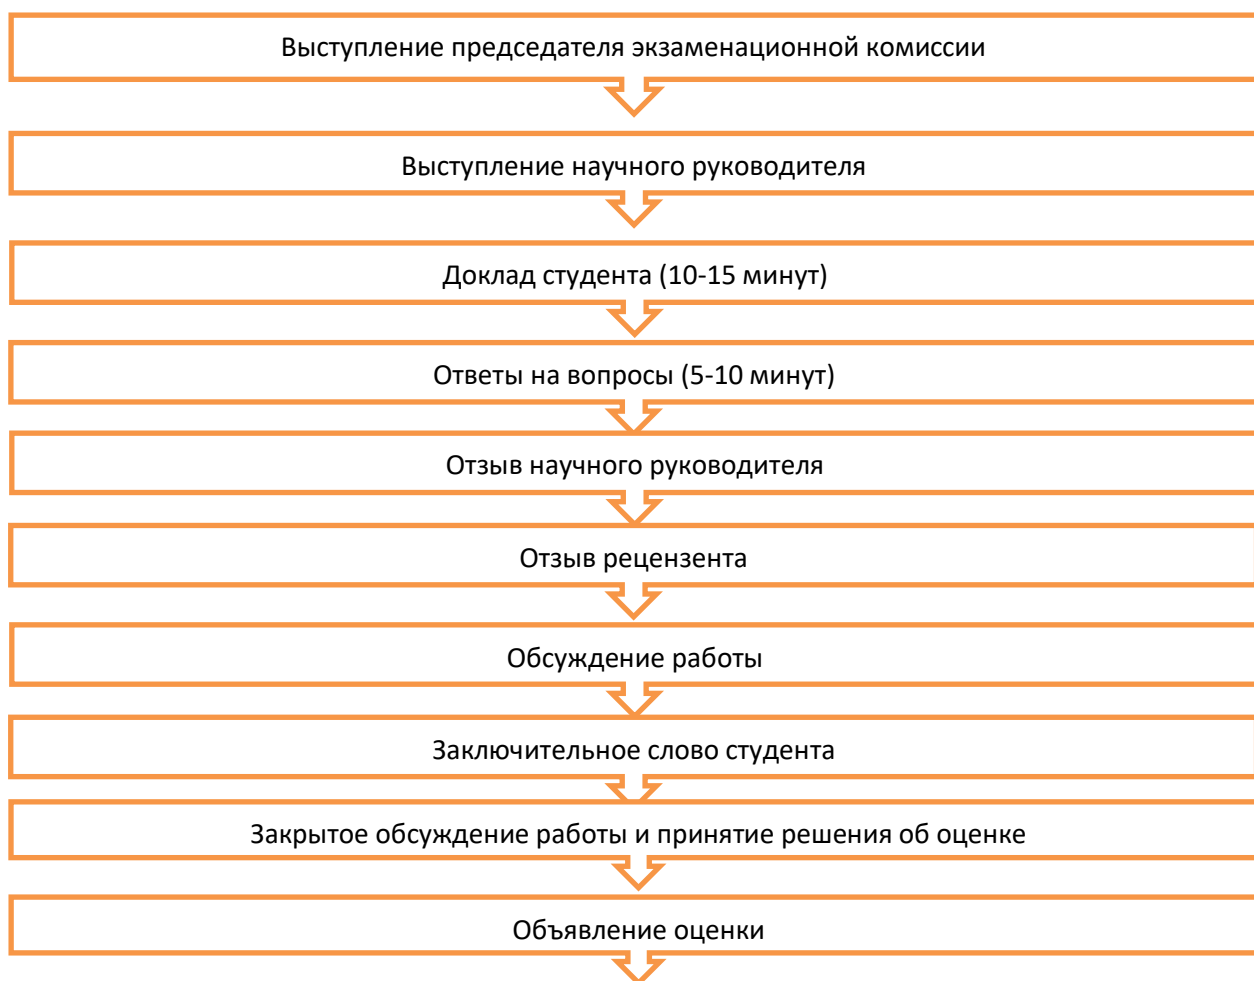 Выступление председателя экзаменационной комиссии
Выступление научного руководителя
Доклад студента (10-15 минут)
Ответы на вопросы (5-10 минут)
Отзыв научного руководителя
Отзыв рецензента
Обсуждение работы
Заключительное слово студента
Закрытое обсуждение работы и принятие решения об оценке
Объявление оценки